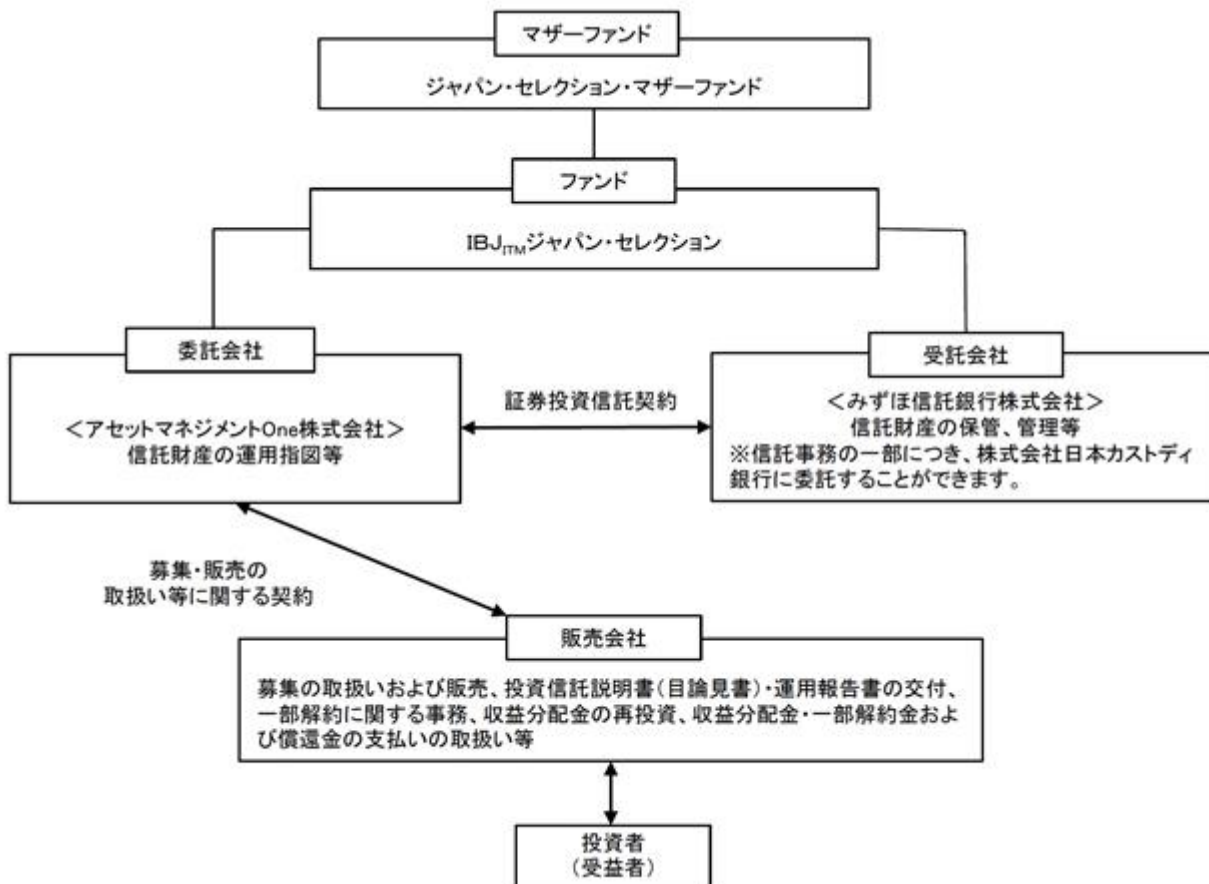 マザーファンド
ジャパン・セレクション・マザーファンド
ファンド
IBJITMジャパン・セレクション
委託会社
＜アセットマネジメントOne株式会社＞
信託財産の運用指図等
証券投資信託契約
受託会社
＜みずほ信託銀行株式会社＞
信託財産の保管、管理等
※信託事務の一部につき、株式会社日本カストディ
銀行に委託することができます。
募集・販売の
取扱い等に関する契約
販売会社
募集の取扱いおよび販売、投資信託説明書(目論見書)・運用報告書の交付、
一部解約に関する事務、収益分配金の再投資、収益分配金・一部解約金およ
び償還金の支払いの取扱い等
投資者
(受益者)